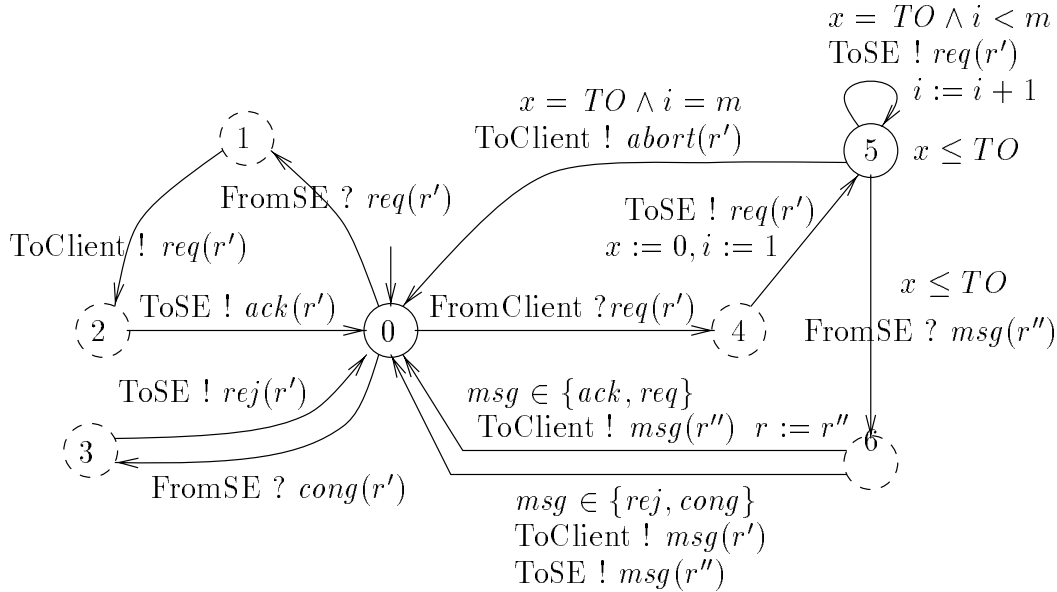 x = TO ∧ i < m
ToSE ! req(r′)
i := i + 1
x = TO ∧ i = m
ToClient ! abort(r′)
1
5
x ≤ TO
FromSE ? req(r′)
ToSE ! req(r′)
x := 0, i := 1
ToClient ! req(r′)
x ≤ TO
FromSE ? msg(r″)
ToSE ! ack(r′)
FromClient ?req(r′)
2
0
4
ToSE ! rej(r′)
msg ∈ {ack, req}
ToClient ! msg(r″) r := r″
3
6
FromSE ? cong(r′)
msg ∈ {rej, cong}
ToClient ! msg(r′)
ToSE ! msg(r″)